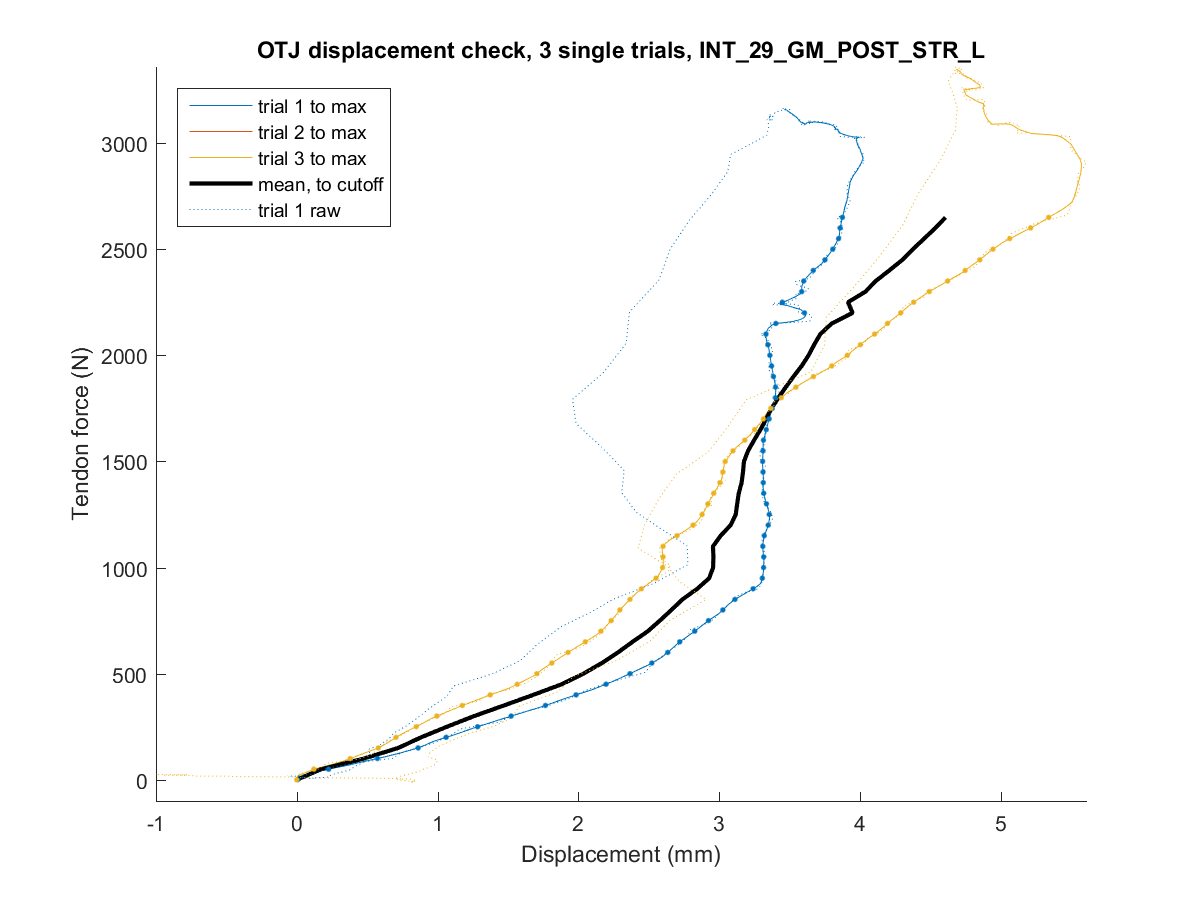 OTJ displacement check, 3 single trials, INT_29_GM_POST_STR_L
trial 1 to max
trial 2 to max
trial 3 to max
mean, to cutoff
trial 1 raw
3000
2500
2000
1500
1000
500
0
Tendon force (N)
-1 0 1 2 3 4 5
Displacement (mm)